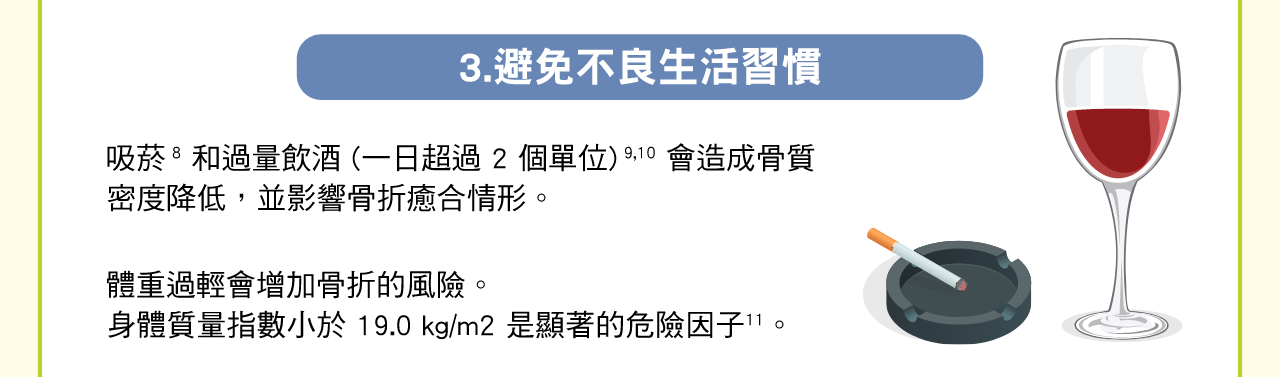 3.避免不良生活習慣
吸菸⁸ 和過量飲酒 (一日超過 2 個單位)⁹,¹⁰ 會造成骨質
密度降低，並影響骨折癒合情形。
體重過輕會增加骨折的風險。
身體質量指數小於 19.0 kg/m2 是顯著的危險因子¹¹。